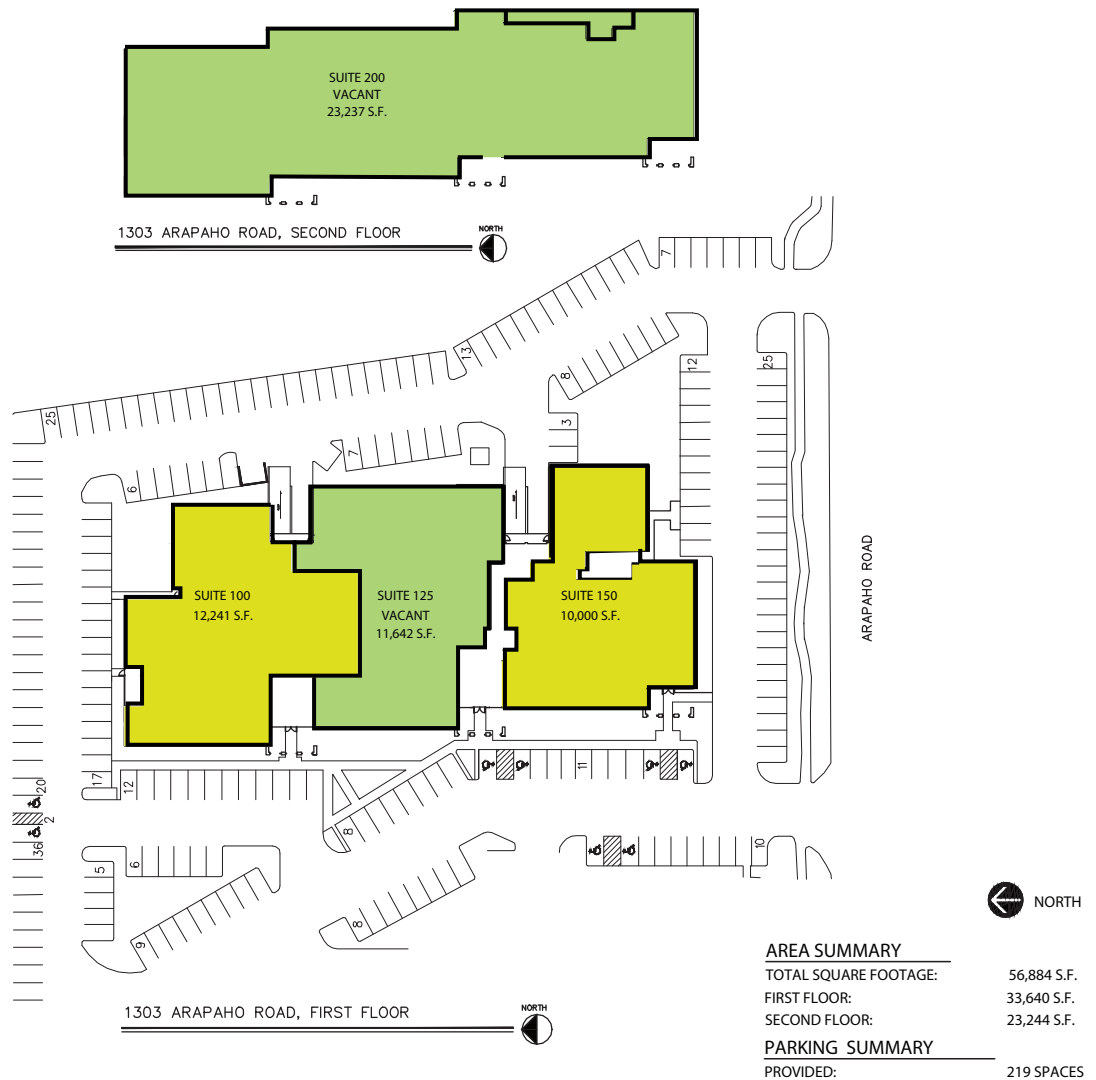 SUITE 200
VACANT
23,237 S.F.
1303 ARAPAHO ROAD, SECOND FLOOR
NORTH
7
13
8
12
25
25
3
7
6
SUITE 100
12,241 S.F.
SUITE 125
VACANT
11,642 S.F.
SUITE 150
10,000 S.F.
ARAPAHO ROAD
17
12
11
20
2
36
8
5
6
10
9
8
NORTH
1303 ARAPAHO ROAD, FIRST FLOOR
NORTH
AREA SUMMARY
TOTAL SQUARE FOOTAGE: 56,884 S.F.
FIRST FLOOR: 33,640 S.F.
SECOND FLOOR: 23,244 S.F.
PARKING SUMMARY
PROVIDED: 219 SPACES